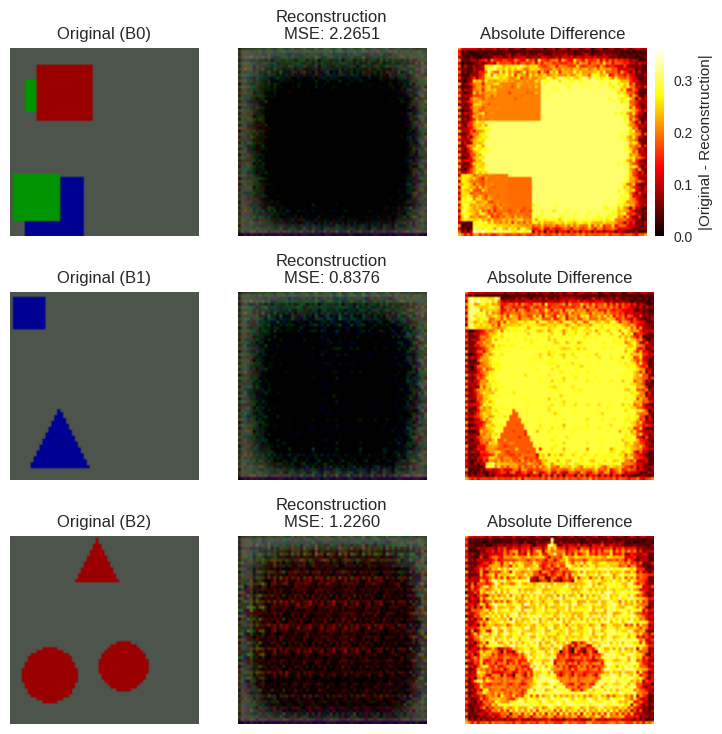 Original (B0)
Reconstruction
MSE: 2.2651
Absolute Difference
0.3
0.2
0.1
0.0
|Original - Reconstruction|
Original (B1)
Reconstruction
MSE: 0.8376
Absolute Difference
Original (B2)
Reconstruction
MSE: 1.2260
Absolute Difference